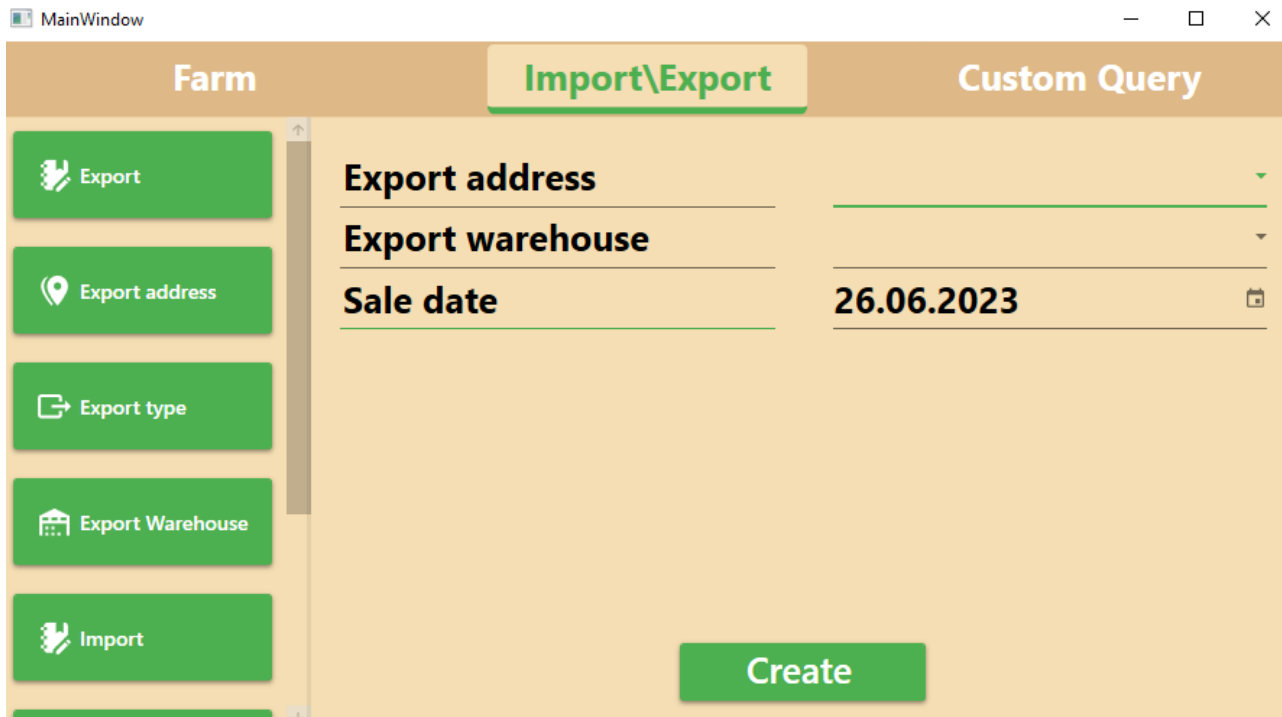 MainWindow
Farm
Import\Export
Custom Query
Export
Export address
Export type
Export Warehouse
Import
Export address
Export warehouse
Sale date
26.06.2023
Create